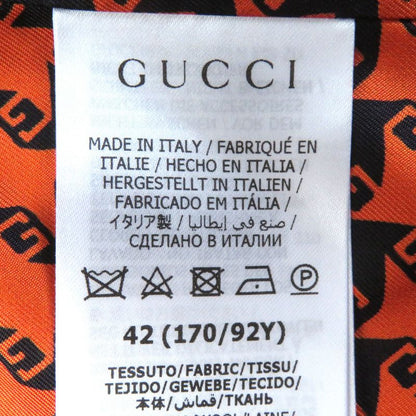 GUCCI
MADE IN ITALY / FABRIQUÉ EN
ITALIE / HECHO EN ITALIA /
HERGESTELLT IN ITALIEN /
FABRICADO EM ITÁLIA /
イタリア製 / صنع في إيطاليا /
СДЕЛАНО В ИТАЛИИ
42 (170/92Y)
TESSUTO/FABRIC/TISSU/
TEJIDO/GEWEBE/TECIDO/
本体/قماش/ТКАНЬ